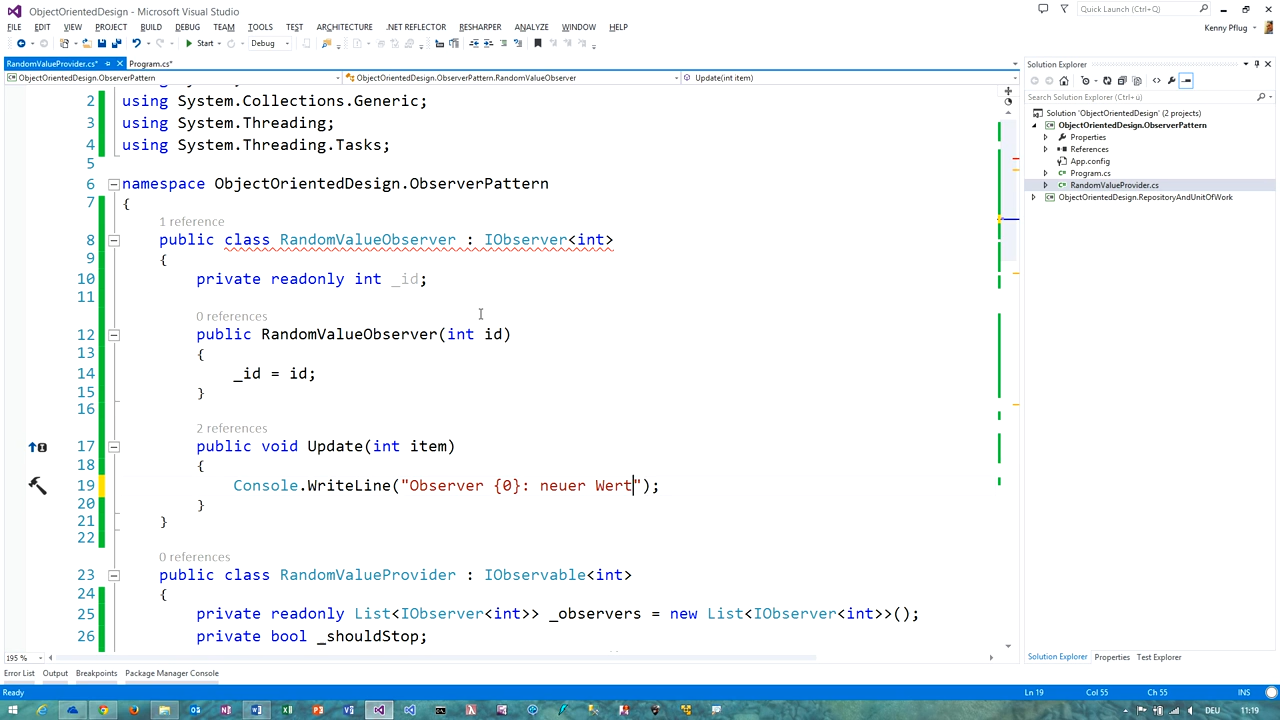 ObjectOrientedDesign - Microsoft Visual Studio
Quick Launch (Ctrl+Q)
FILE EDIT VIEW PROJECT BUILD DEBUG TEAM TOOLS TEST ARCHITECTURE .NET REFLECTOR RESHARPER ANALYZE WINDOW HELP
Kenny Pflug
Start Debug
RandomValueProvider.cs* Program.cs*
Solution Explorer
ObjectOrientedDesign.ObserverPattern ObjectOrientedDesign.ObserverPattern.RandomValueObserver Update(int item)
Search Solution Explorer (Ctrl+ü)
Solution 'ObjectOrientedDesign' (2 projects)
ObjectOrientedDesign.ObserverPattern
Properties
References
App.config
Program.cs
RandomValueProvider.cs
ObjectOrientedDesign.RepositoryAndUnitOfWork
2 using System.Collections.Generic;
3 using System.Threading;
4 using System.Threading.Tasks;
5
6 namespace ObjectOrientedDesign.ObserverPattern
7 {
1 reference
8 public class RandomValueObserver : IObserver<int>
9 {
10 private readonly int _id;
11
0 references
12 public RandomValueObserver(int id)
13 {
14 _id = id;
15 }
16
2 references
17 public void Update(int item)
18 {
19 Console.WriteLine("Observer {0}: neuer Wert");
20 }
21 }
22
0 references
23 public class RandomValueProvider : IObservable<int>
24 {
25 private readonly List<IObserver<int>> _observers = new List<IObserver<int>>();
26 private bool _shouldStop;
195 %
Solution Explorer Properties Test Explorer
Error List Output Breakpoints Package Manager Console
Ready Ln 19 Col 55 Ch 55 INS
DEU 11:19